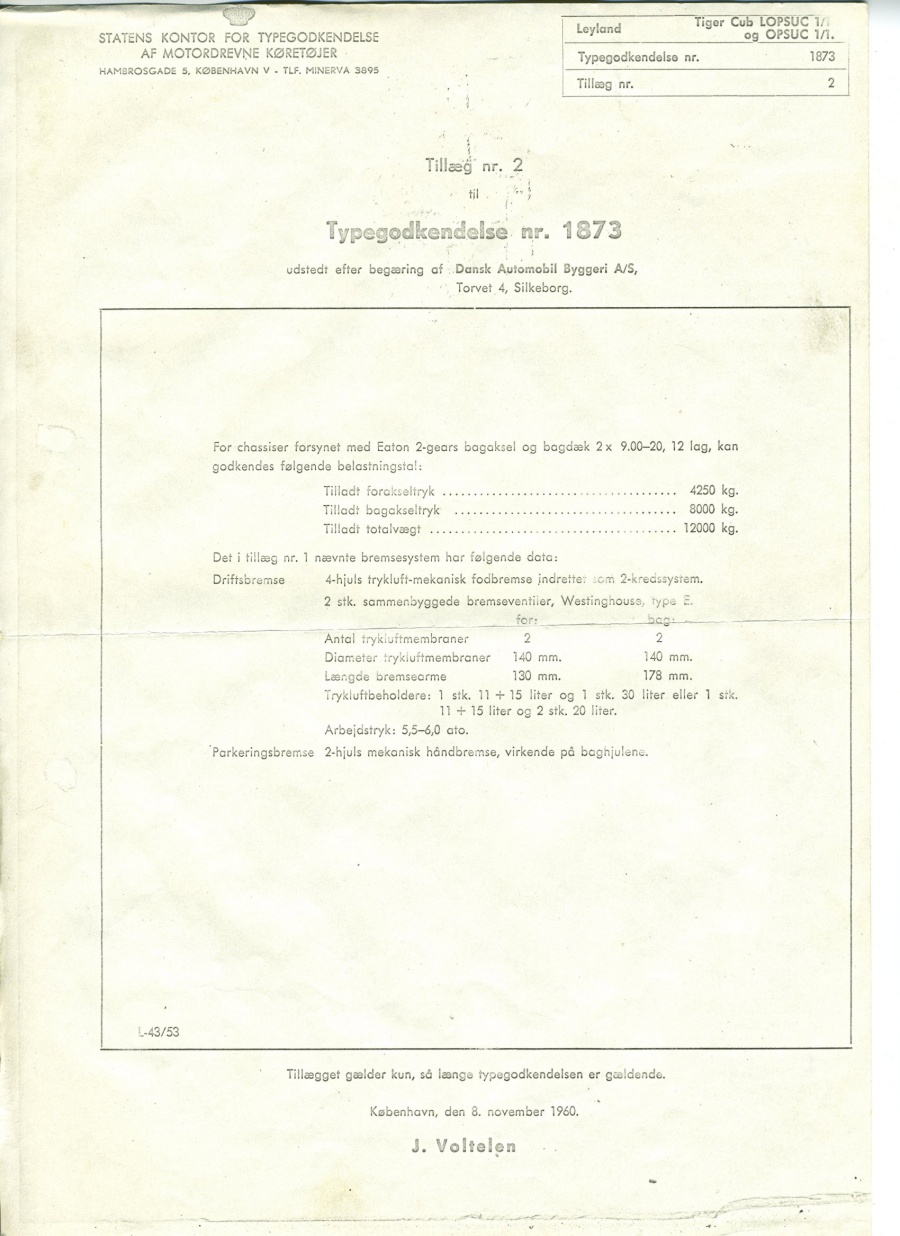 STATENS KONTOR FOR TYPEGODKENDELSE
AF MOTORDREVNE KØRETØJER
HAMBROSGADE 5, KØBENHAVN V - TLF. MINERVA 3895
Leyland Tiger Cub LOPSUC 1/1
og OPSUC 1/1.
Typegodkendelse nr. 1873
Tillæg nr. 2
Tillæg nr. 2
til
Typegodkendelse nr. 1873
udstedt efter begæring af Dansk Automobil Byggeri A/S,
Torvet 4, Silkeborg.
For chassiser forsynet med Eaton 2-gears bagaksel og bagdæk 2 x 9.00–20, 12 lag, kan
godkendes følgende belastningstal:
Tilladt forakseltryk ...................................... 4250 kg.
Tilladt bagakseltryk .................................... 8000 kg.
Tilladt totalvægt ........................................ 12000 kg.
Det i tillæg nr. 1 nævnte bremsesystem har følgende data:
Driftsbremse 4-hjuls trykluft-mekanisk fodbremse indrettet som 2-kredssystem.
2 stk. sammenbyggede bremseventiler, Westinghouse, type E.
for: bag:
Antal trykluftmembraner 2 2
Diameter trykluftmembraner 140 mm. 140 mm.
Længde bremsearme 130 mm. 178 mm.
Trykluftbeholdere: 1 stk. 11 + 15 liter og 1 stk. 30 liter eller 1 stk.
11 + 15 liter og 2 stk. 20 liter.
Arbejdstryk: 5,5–6,0 ato.
Parkeringsbremse 2-hjuls mekanisk håndbremse, virkende på baghjulene.
L-43/53
Tillægget gælder kun, så længe typegodkendelsen er gældende.
København, den 8. november 1960.
J. Voltelen